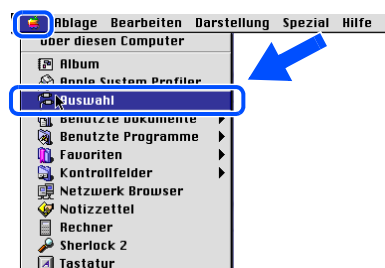 Ablage Bearbeiten Darstellung Spezial Hilfe
Über diesen Computer
Album
Apple System Profiler
Auswahl
Benutzte Dokumente
Benutzte Programme
Favoriten
Kontrollfelder
Netzwerk Browser
Notizzettel
Rechner
Sherlock 2
Tastatur